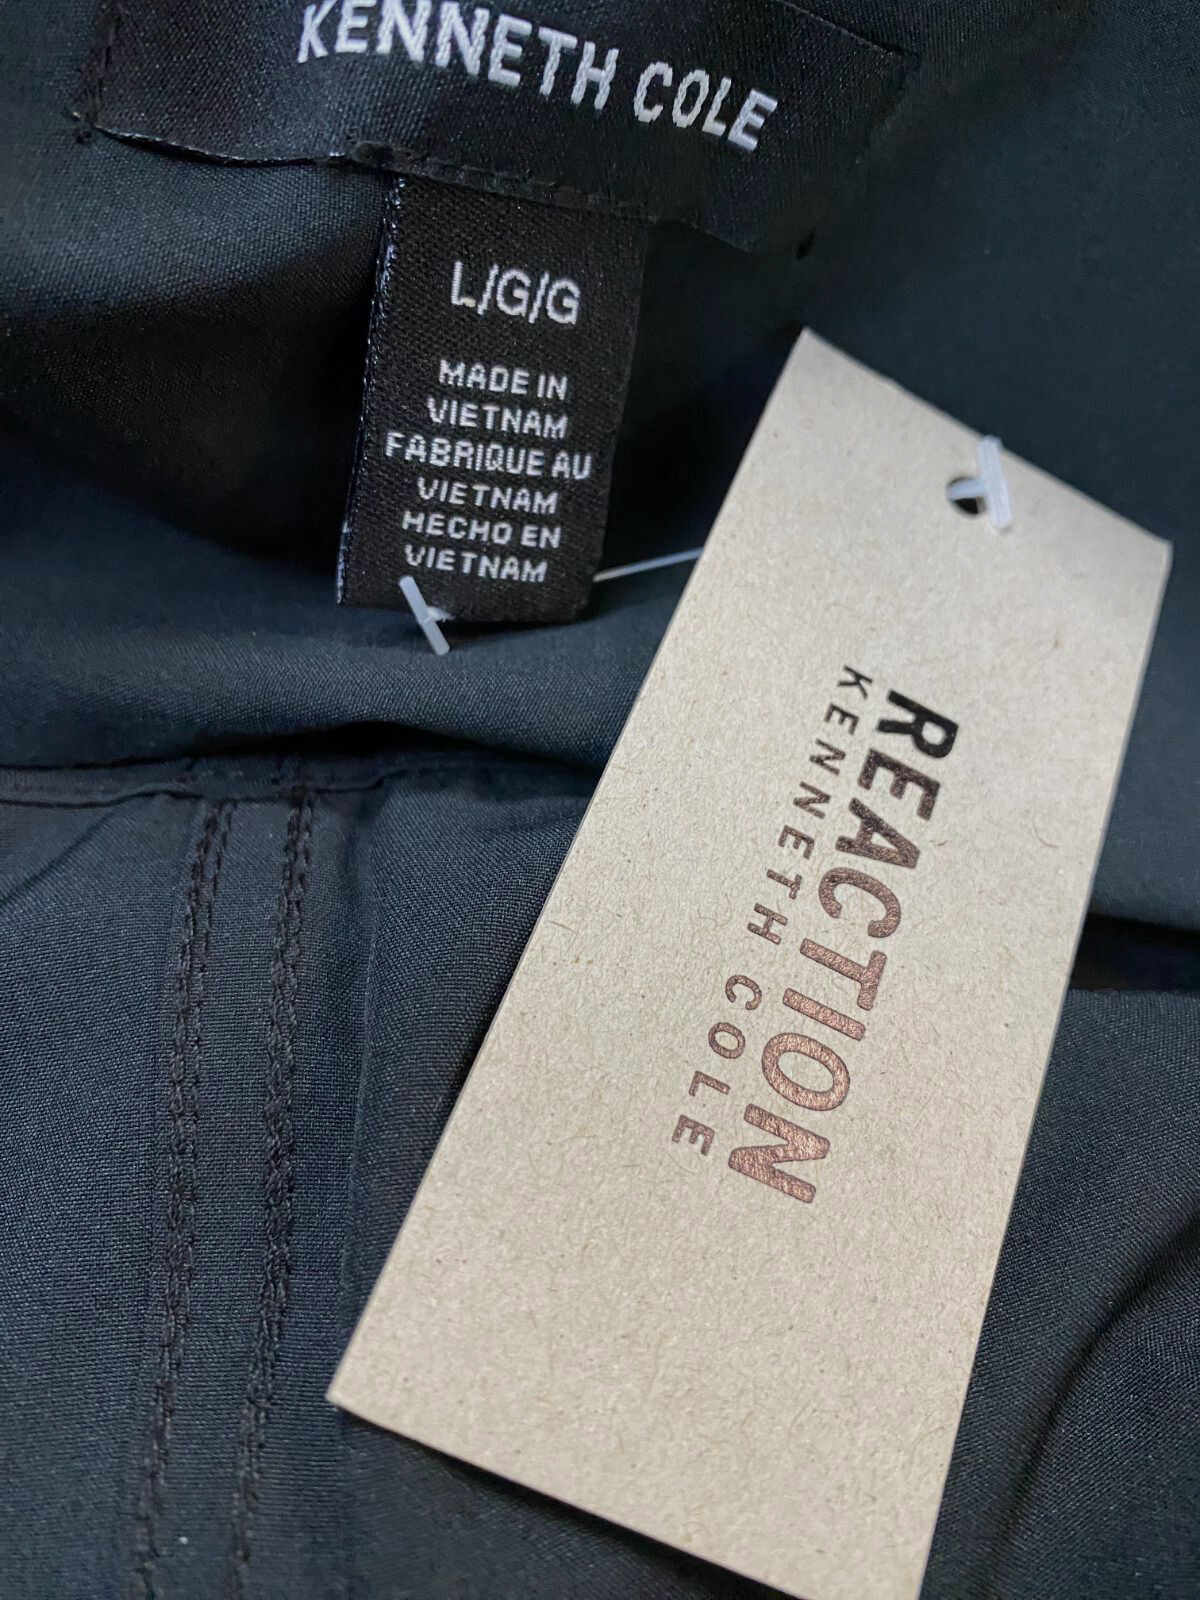 KENNETH COLE
L/G/G
MADE IN
VIETNAM
FABRIQUE AU
VIETNAM
HECHO EN
VIETNAM
REACTION
KENNETH COLE